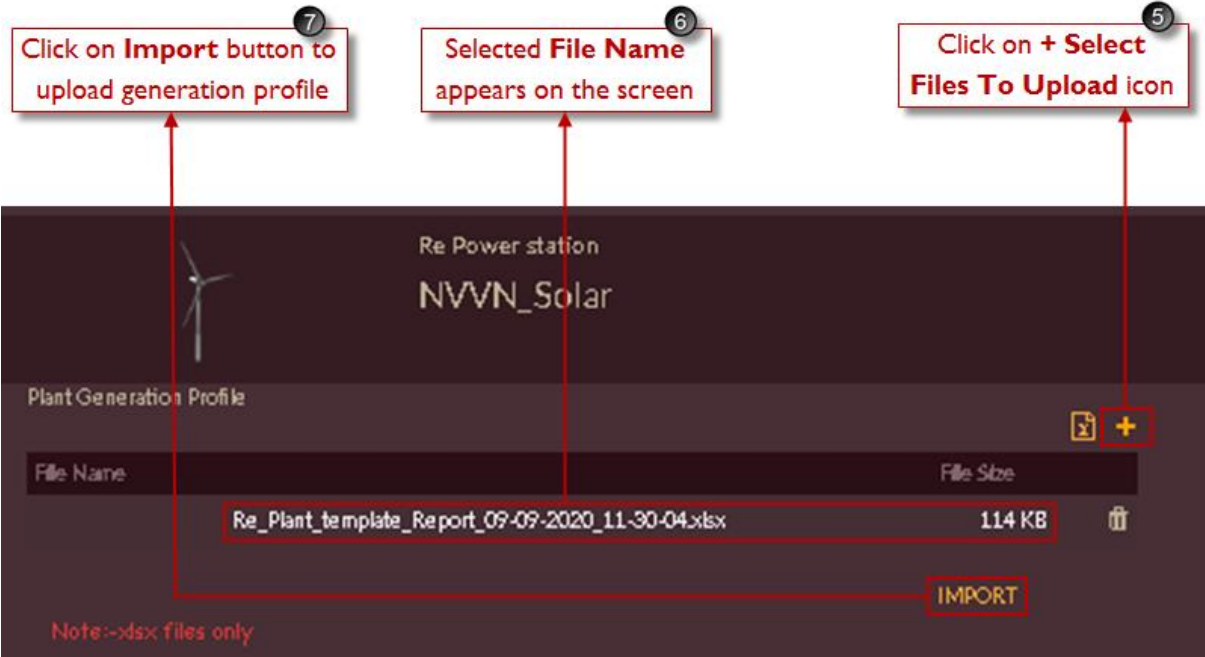 7
Click on Import button to
upload generation profile
6
Selected File Name
appears on the screen
5
Click on + Select
Files To Upload icon
Re Power station
NVVN_Solar
Plant Generation Profile
+
File Name File Size
Re_Plant_template_Report_09-09-2020_11-30-04.xlsx 114 KB
IMPORT
Note:-xlsx files only